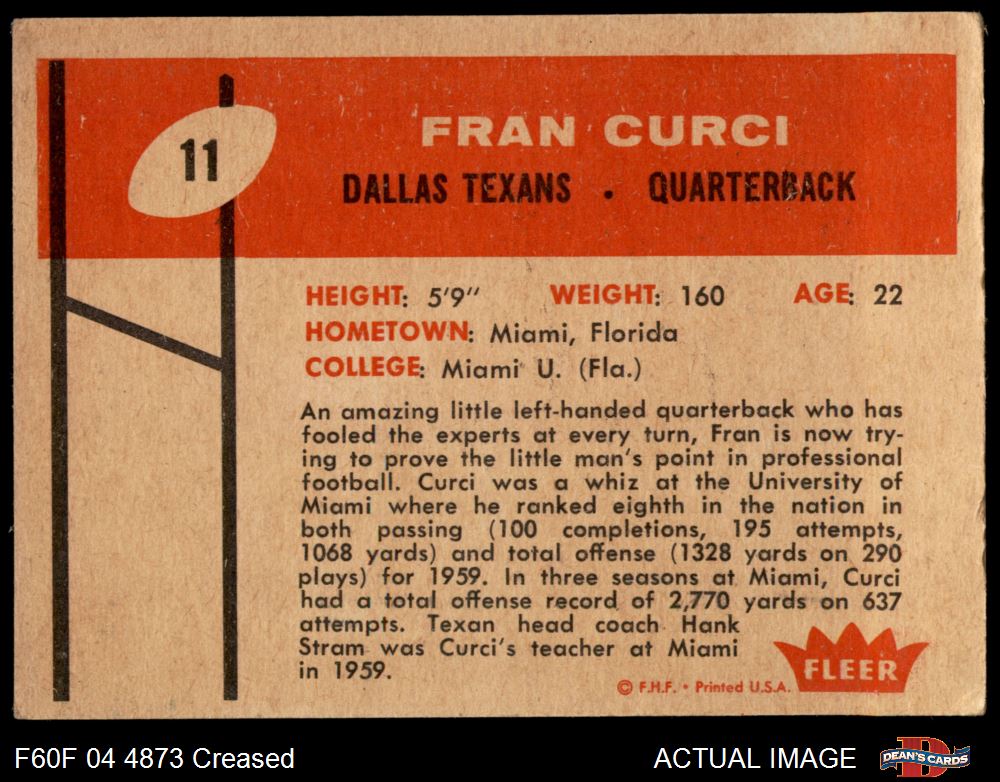 11
FRAN CURCI
DALLAS TEXANS . QUARTERBACK
HEIGHT: 5'9" WEIGHT: 160 AGE: 22
HOMETOWN: Miami, Florida
COLLEGE: Miami U. (Fla.)
An amazing little left-handed quarterback who has
fooled the experts at every turn, Fran is now try-
ing to prove the little man's point in professional
football. Curci was a whiz at the University of
Miami where he ranked eighth in the nation in
both passing (100 completions, 195 attempts,
1068 yards) and total offense (1328 yards on 290
plays) for 1959. In three seasons at Miami, Curci
had a total offense record of 2,770 yards on 637
attempts. Texan head coach Hank
Stram was Curci's teacher at Miami
in 1959.
FLEER
© F.H.F. • Printed U.S.A.
F60F 04 4873 Creased
ACTUAL IMAGE
D
DEAN'S CARDS